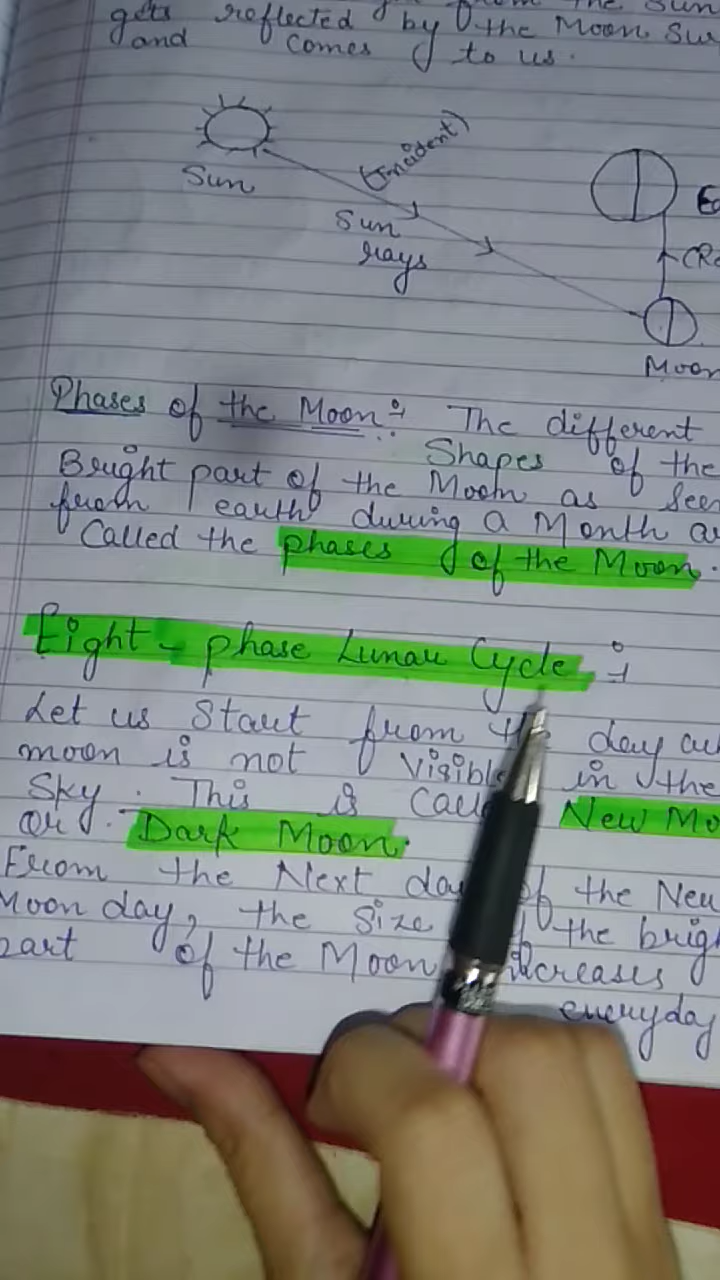 the Sun
gets reflected by the Moon Sur
and comes to us.
Sun
(Incident)
Sun
rays
Moon
Phases of the Moon: The different
Shapes of the
Bright part of the Moon as seen
from earth during a Month ar
Called the phases of the Moon.
Eight-phase Lunar Cycle :
Let us Start from the day
moon is not visible in the
Sky. This is Call New Mo
or Dark Moon.
From the Next day of the New
Moon day, the size the brigh
part of the Moon increases
everyday